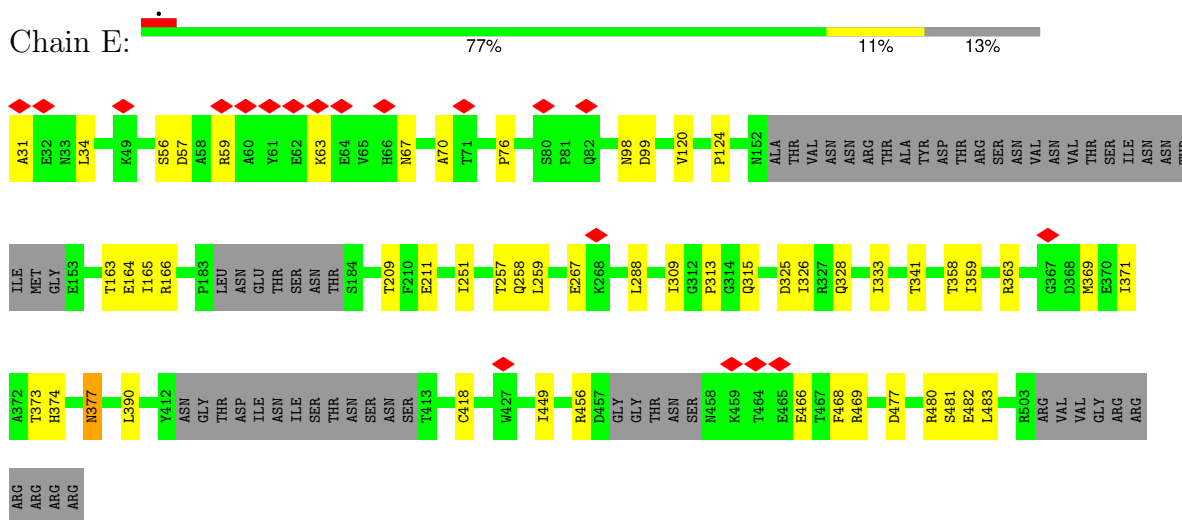 Chain E:
77% 11% 13%
A31 E32 N33 L34 K49 S56 D57 A58 R59 A60 Y61 E62 K63 E64 V65 H66 N67 A70 T71 P76 S80 P81 Q82 N98 D99 V120 P124 N152 ALA THR VAL ASN ASN ARG THR ALA TYR ASP THR ARG SER ASN VAL ASN VAL THR SER ILE ASN ASN
ILE MET GLY E153 T163 E164 I165 R166 P183 LEU ASN GLU THR SER ASN THR S184 T209 F210 E211 I251 T257 Q258 L259 E267 K268 L288 I309 G312 P313 G314 Q315 D325 I326 R327 Q328 I333 T341 T358 I359 R363 G367 D368 M369 E370 I371
A372 T373 H374 N377 L390 Y412 ASN GLY THR ASP ILE ASN ILE SER THR ASN SER ASN SER T413 C418 W427 I449 R456 D457 GLY GLY THR ASN SER N458 K459 T464 E465 E466 T467 F468 R469 D477 R480 S481 E482 L483 R503 ARG VAL VAL GLY ARG ARG
ARG ARG ARG ARG